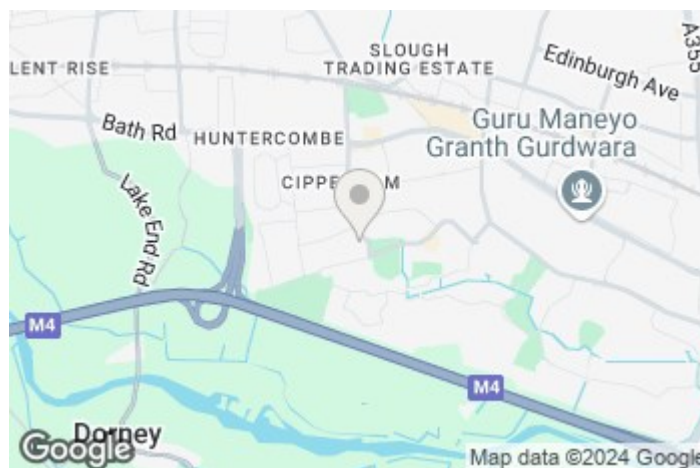 SLOUGH
TRADING ESTATE
Edinburgh Ave
A355
LENT RISE
Bath Rd
HUNTERCOMBE
Guru Maneyo
Granth Gurdwara
CIPPE
M
Lake End Rd
M4
M4
Dorney
Google
Map data ©2024 Google